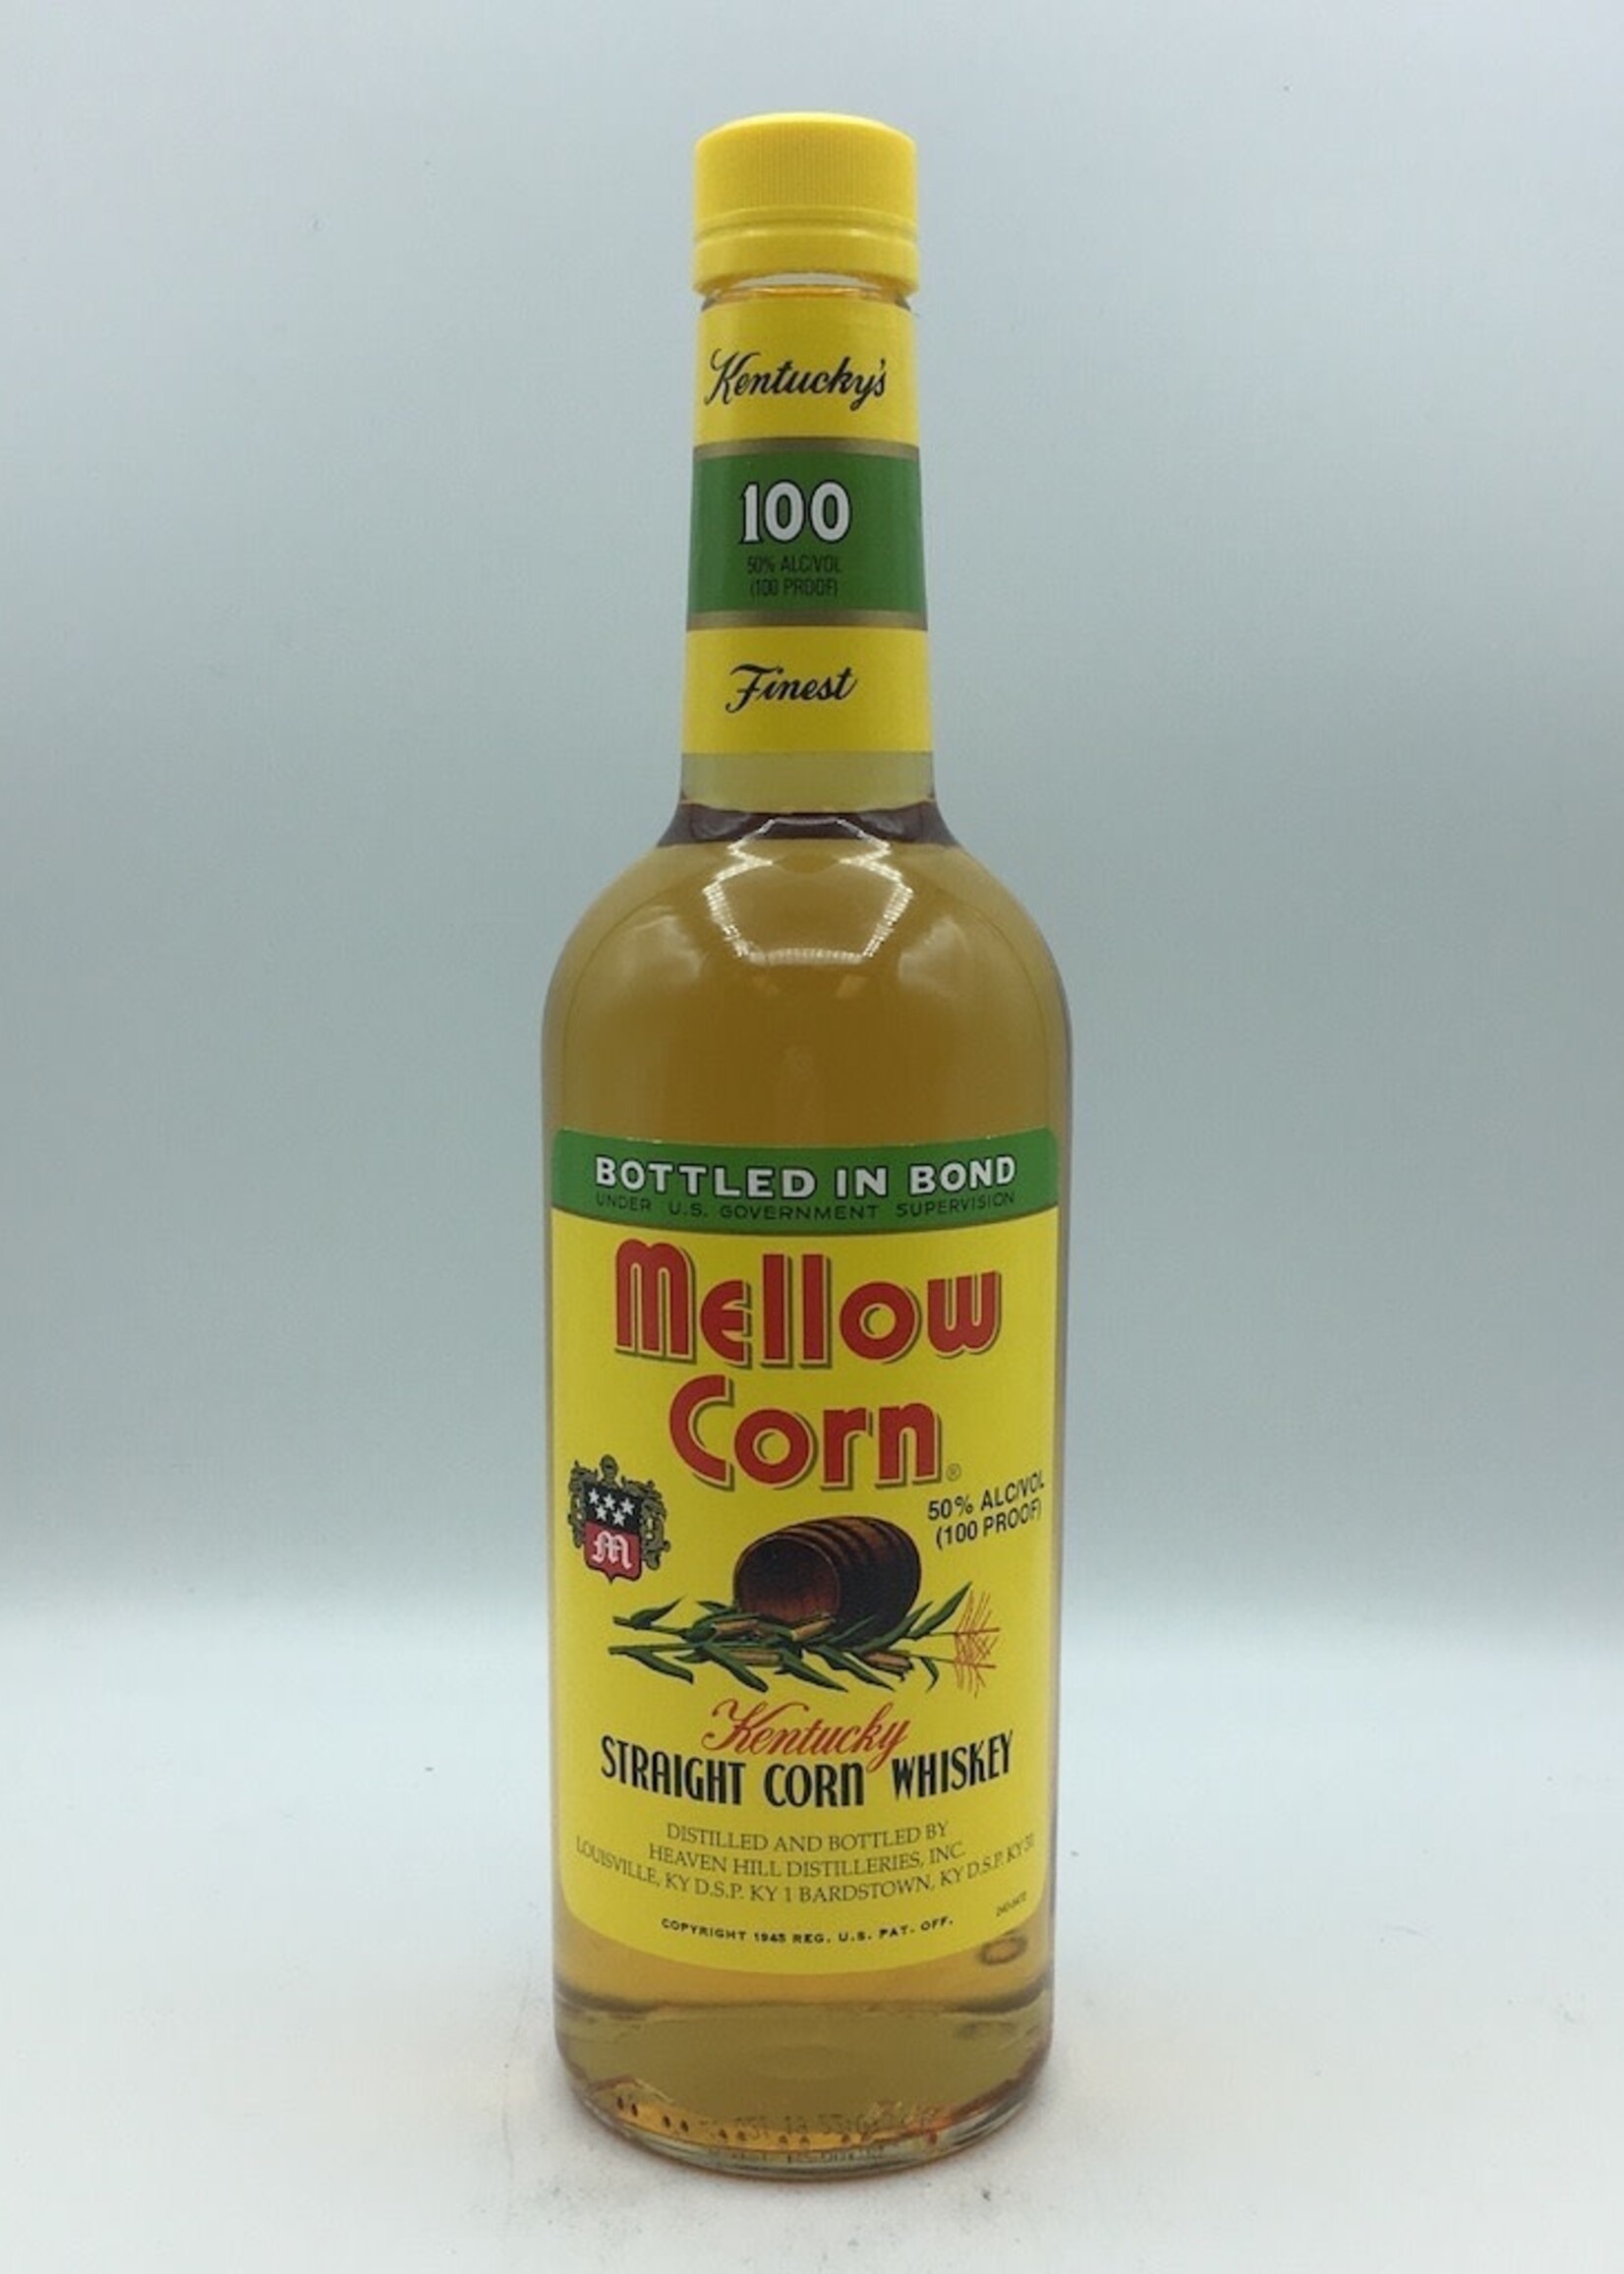 Kentucky's
100
50% ALC/VOL
(100 PROOF)
Finest
BOTTLED IN BOND
UNDER U.S. GOVERNMENT SUPERVISION
Mellow
Corn®
M
50% ALC/VOL
(100 PROOF)
Kentucky
STRAIGHT CORN WHISKEY
DISTILLED AND BOTTLED BY
HEAVEN HILL DISTILLERIES, INC.
LOUISVILLE, KY D.S.P. KY 1 BARDSTOWN, KY D.S.P. KY 31
COPYRIGHT 1945 REG. U.S. PAT. OFF.